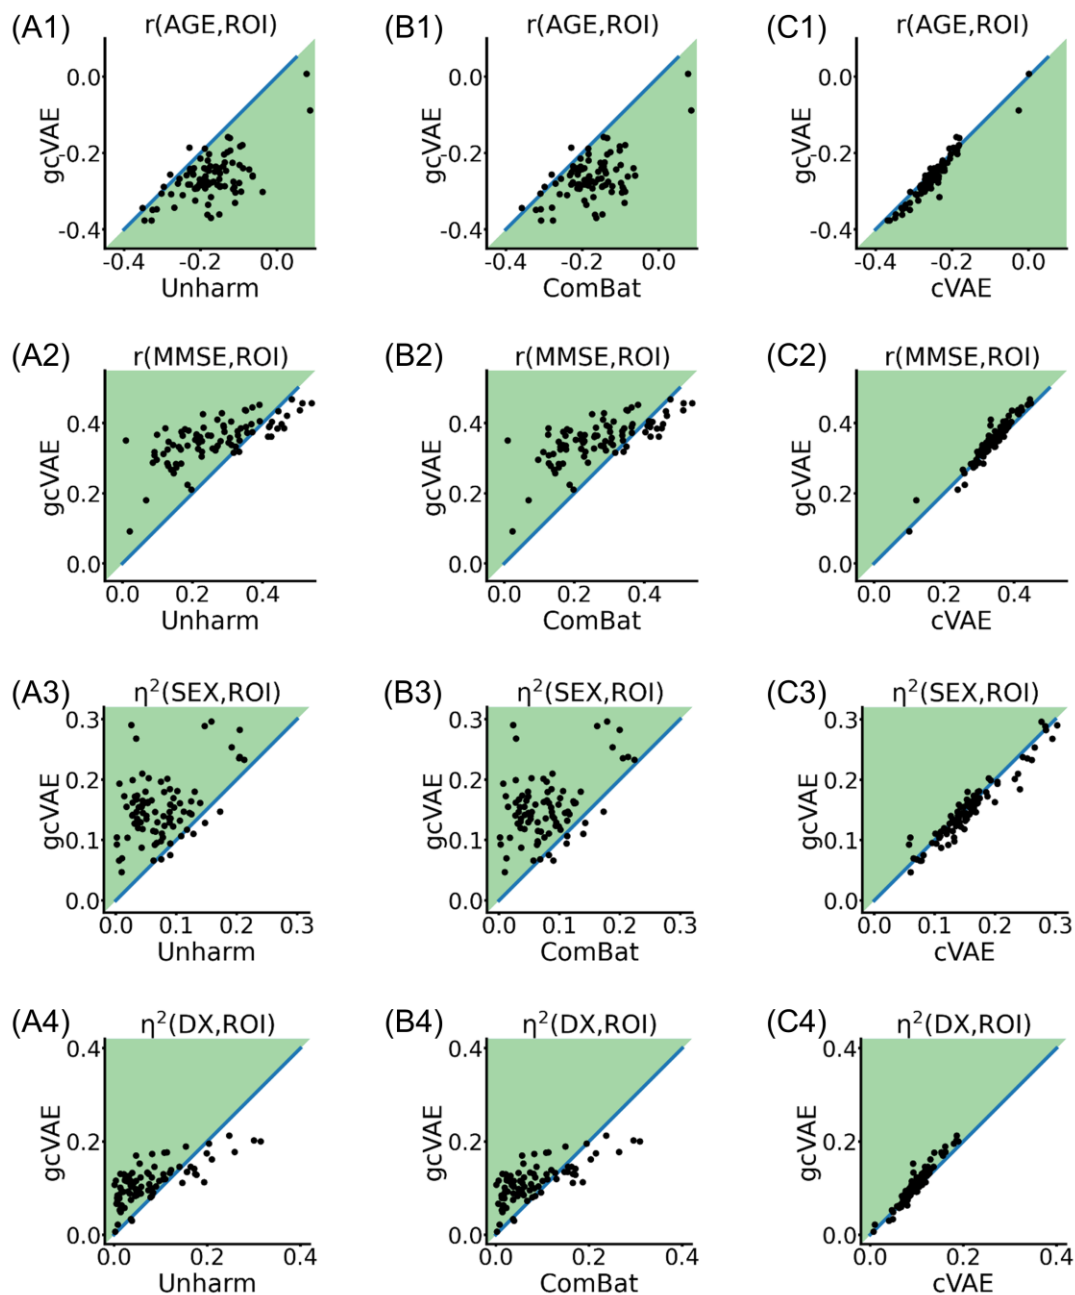 (A1) r(AGE,ROI)
gcVAE
0.0
-0.2
-0.4
-0.4 -0.2 0.0
Unharm
(B1) r(AGE,ROI)
gcVAE
0.0
-0.2
-0.4
-0.4 -0.2 0.0
ComBat
(C1) r(AGE,ROI)
gcVAE
0.0
-0.2
-0.4
-0.4 -0.2 0.0
cVAE
(A2) r(MMSE,ROI)
gcVAE
0.4
0.2
0.0
0.0 0.2 0.4
Unharm
(B2) r(MMSE,ROI)
gcVAE
0.4
0.2
0.0
0.0 0.2 0.4
ComBat
(C2) r(MMSE,ROI)
gcVAE
0.4
0.2
0.0
0.0 0.2 0.4
cVAE
(A3) η²(SEX,ROI)
gcVAE
0.3
0.2
0.1
0.0
0.0 0.1 0.2 0.3
Unharm
(B3) η²(SEX,ROI)
gcVAE
0.3
0.2
0.1
0.0
0.0 0.1 0.2 0.3
ComBat
(C3) η²(SEX,ROI)
gcVAE
0.3
0.2
0.1
0.0
0.0 0.1 0.2 0.3
cVAE
(A4) η²(DX,ROI)
gcVAE
0.4
0.2
0.0
0.0 0.2 0.4
Unharm
(B4) η²(DX,ROI)
gcVAE
0.4
0.2
0.0
0.0 0.2 0.4
ComBat
(C4) η²(DX,ROI)
gcVAE
0.4
0.2
0.0
0.0 0.2 0.4
cVAE